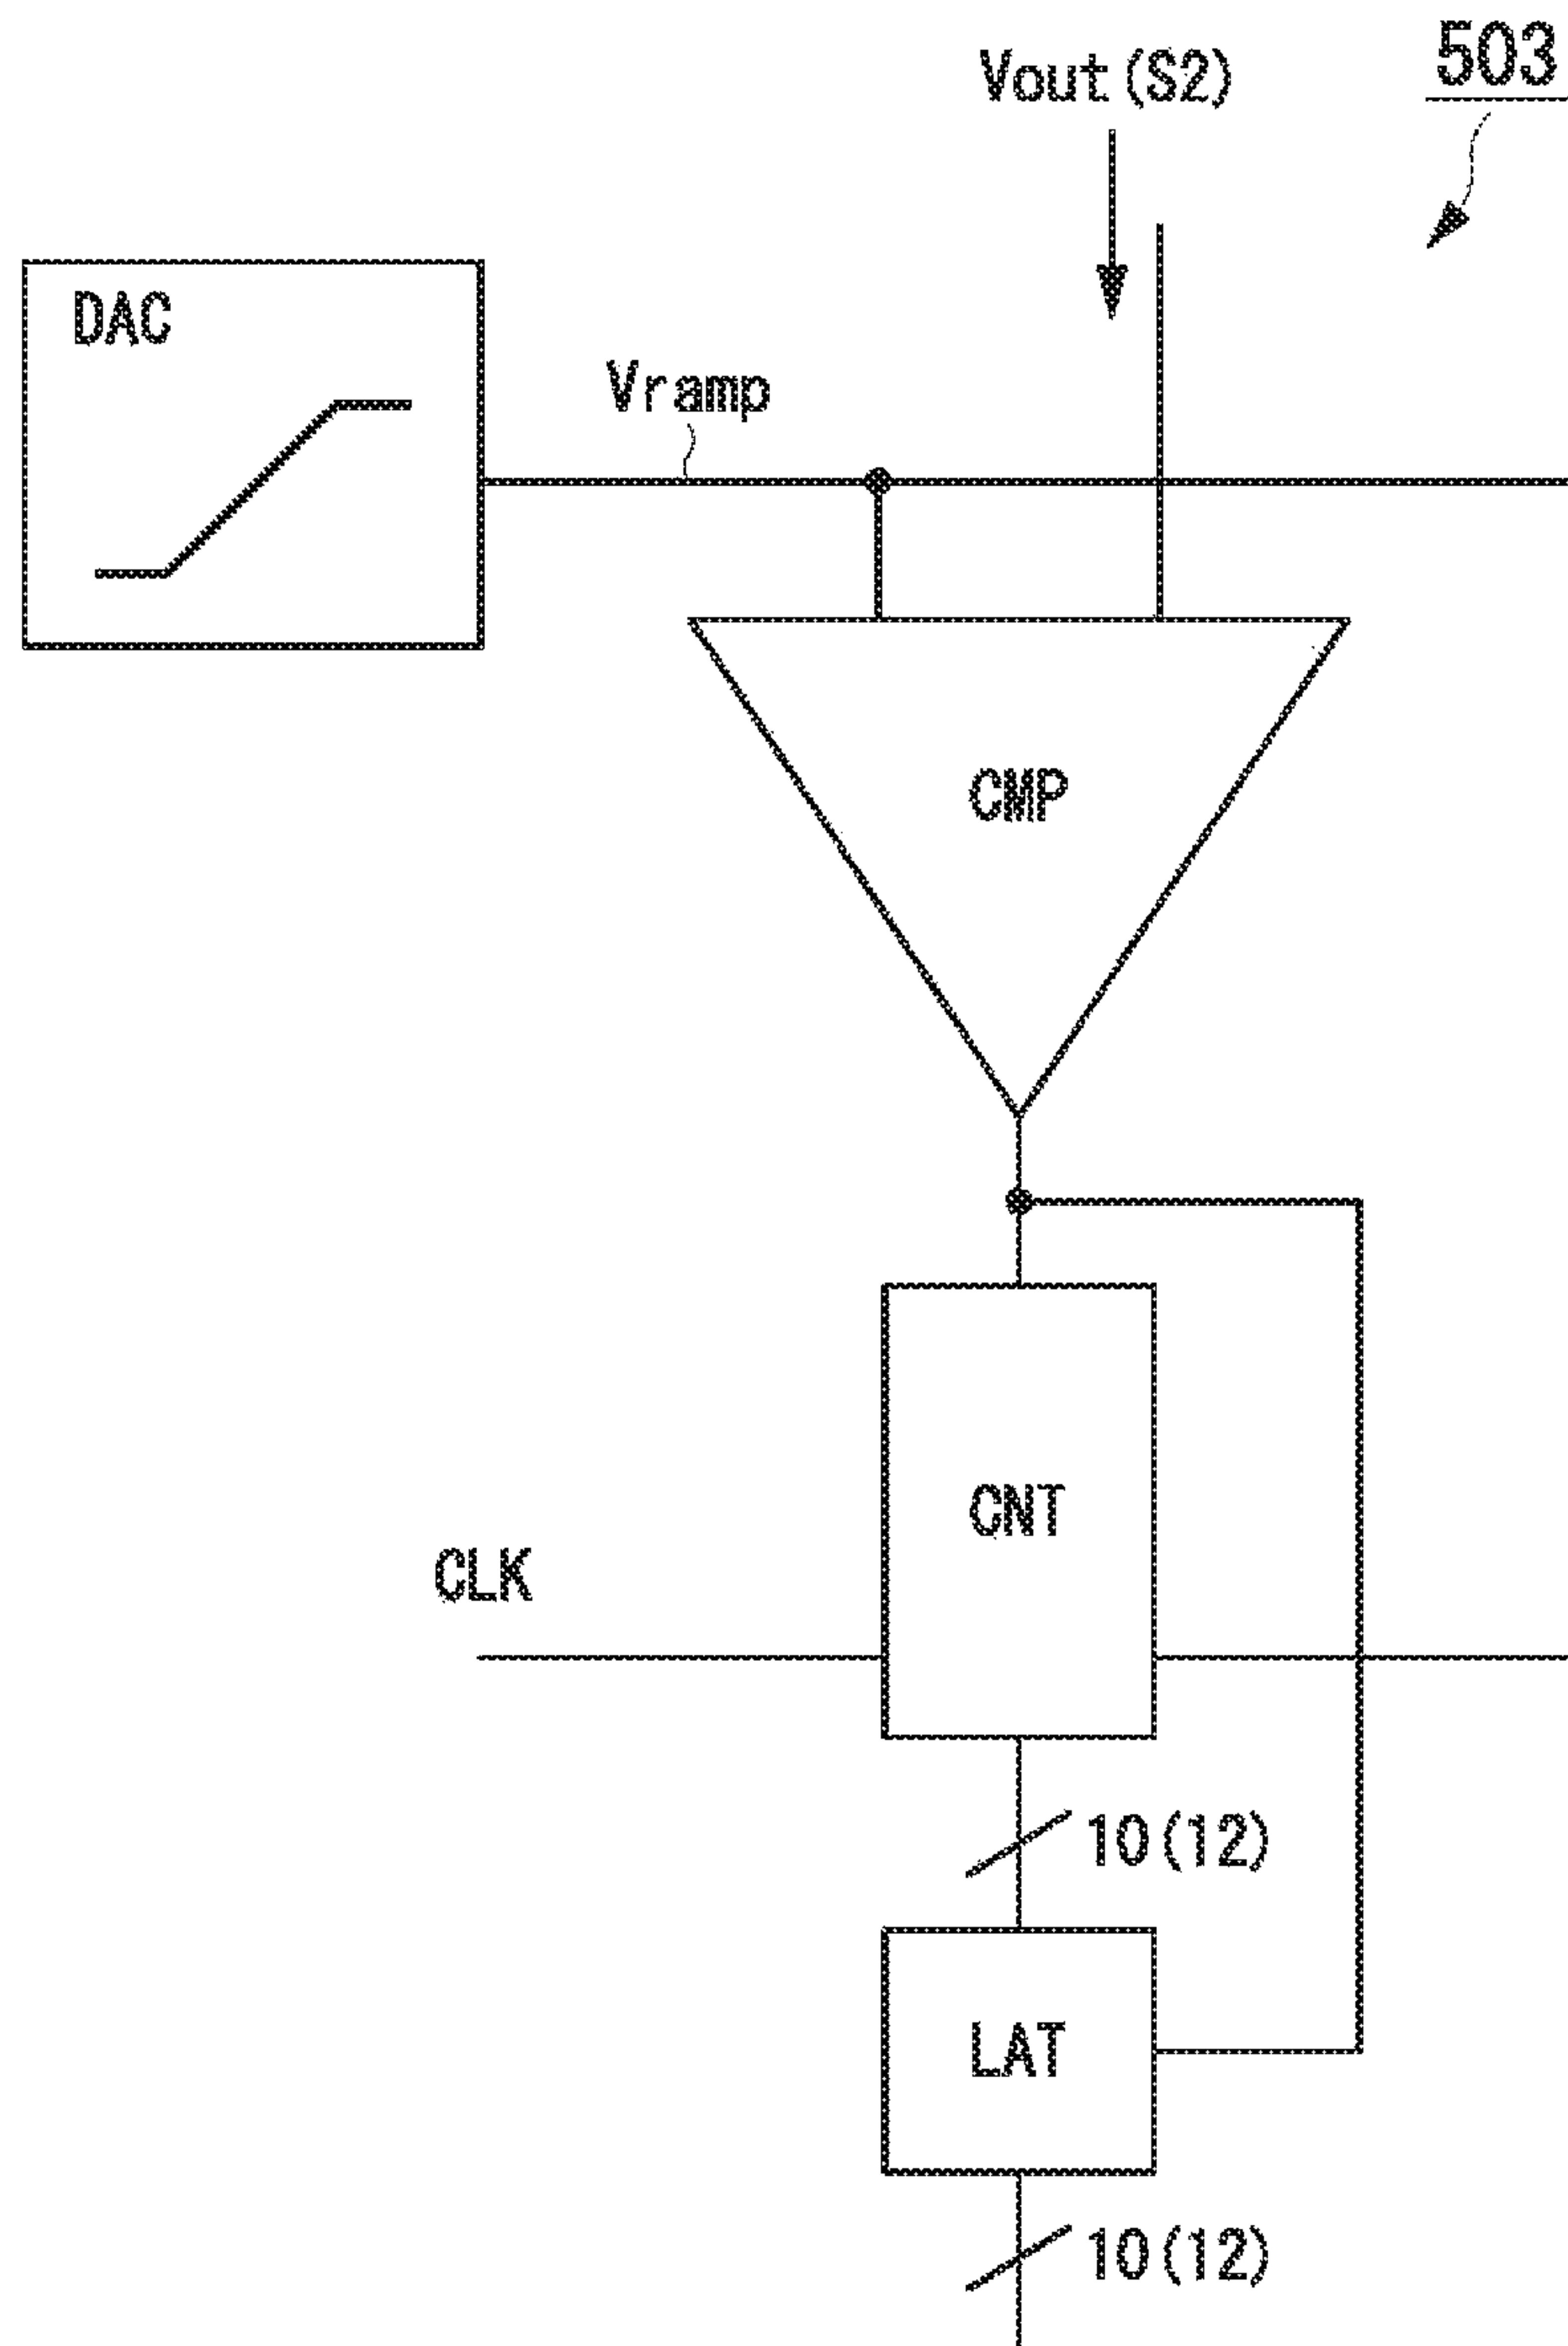 503
Vout(S2)
DAC
Vramp
CMP
CNT
CLK
10(12)
LAT
10(12)